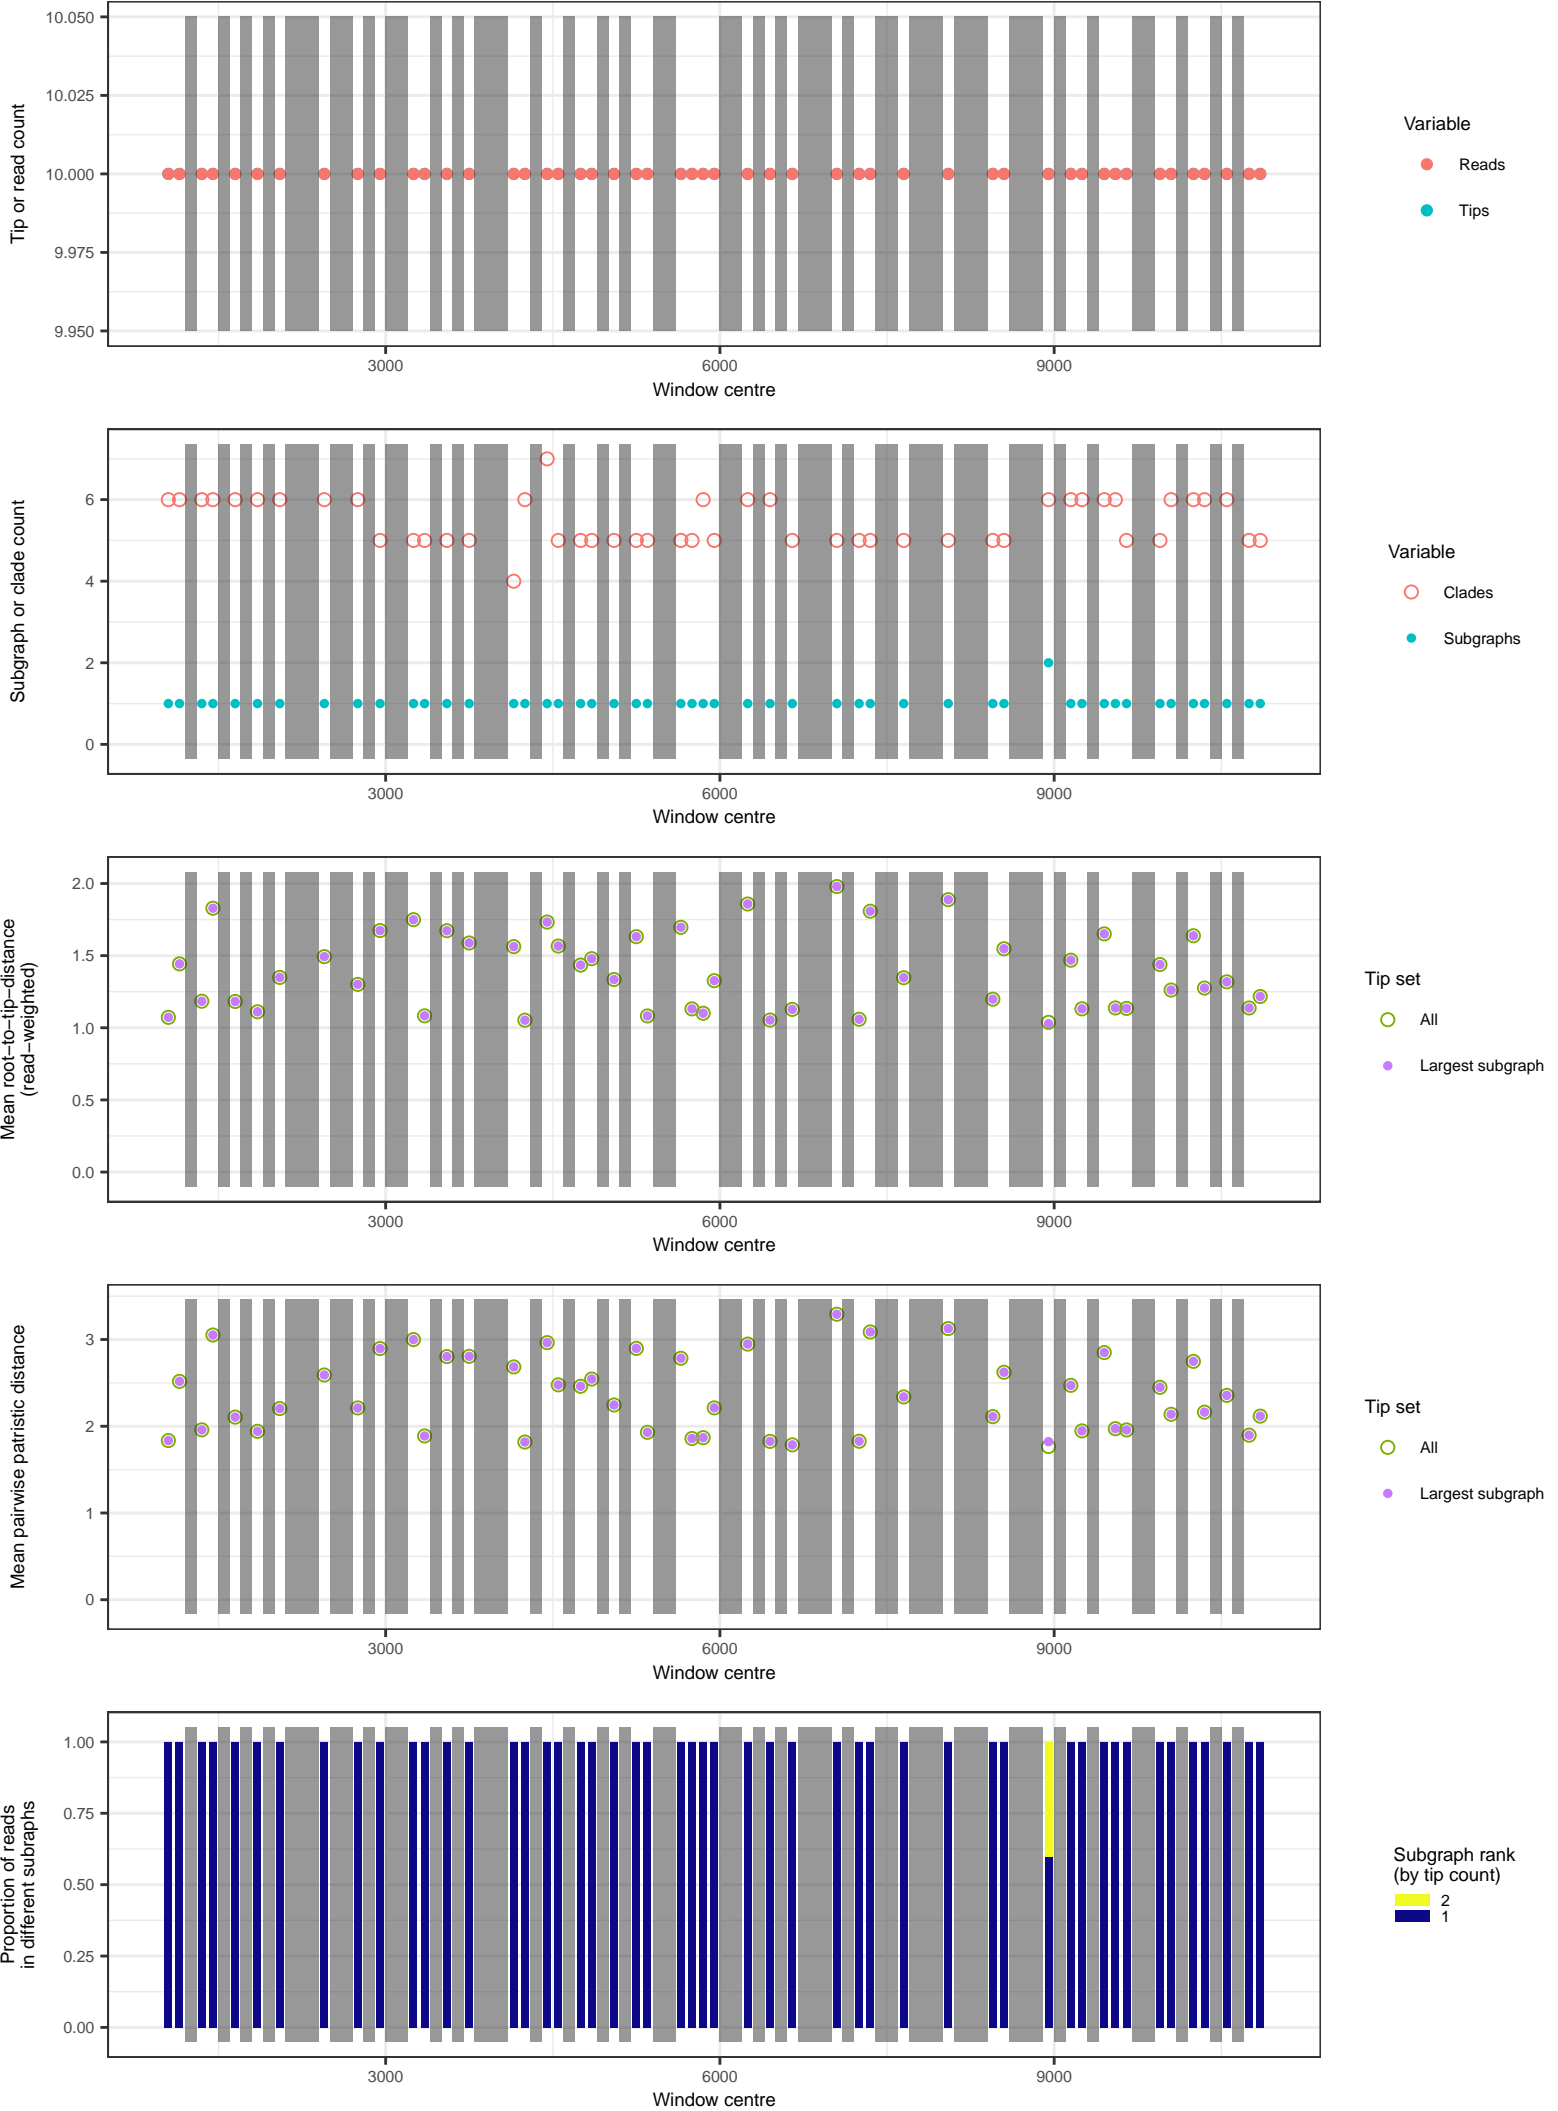 10.050
10.025
10.000
9.975
9.950
Tip or read count
3000
6000
9000
Window centre
Variable
Reads
Tips
6
4
2
0
Subgraph or clade count
3000
6000
9000
Window centre
Variable
Clades
Subgraphs
2.0
1.5
1.0
0.5
0.0
Mean root−to−tip−distance
(read−weighted)
3000
6000
9000
Window centre
Tip set
All
Largest subgraph
3
2
1
0
Mean pairwise patristic distance
3000
6000
9000
Window centre
Tip set
All
Largest subgraph
1.00
0.75
0.50
0.25
0.00
Proportion of reads
in different subraphs
3000
6000
9000
Window centre
Subgraph rank
(by tip count)
2
1